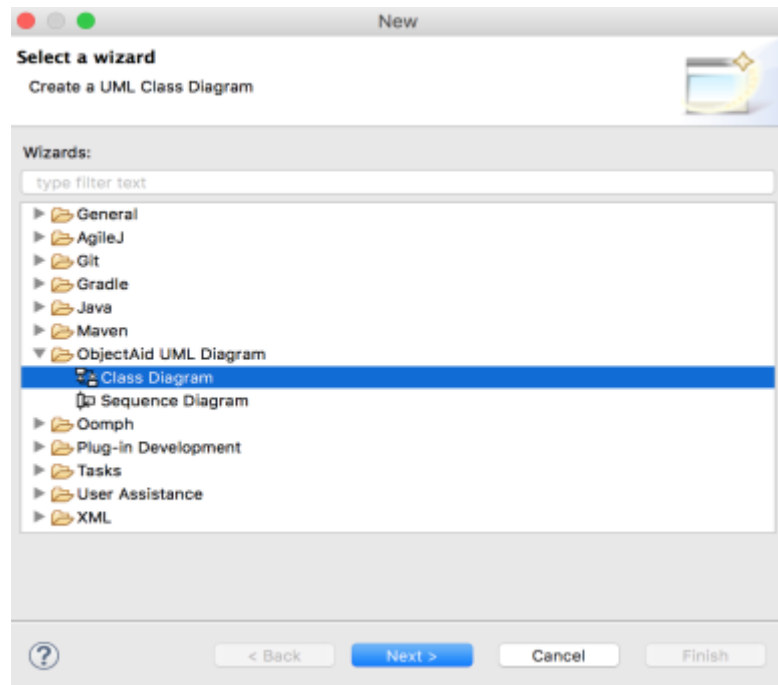 New
Select a wizard
Create a UML Class Diagram
Wizards:
type filter text
General
AgileJ
Git
Gradle
Java
Maven
ObjectAid UML Diagram
Class Diagram
Sequence Diagram
Oomph
Plug-in Development
Tasks
User Assistance
XML
? < Back Next > Cancel Finish